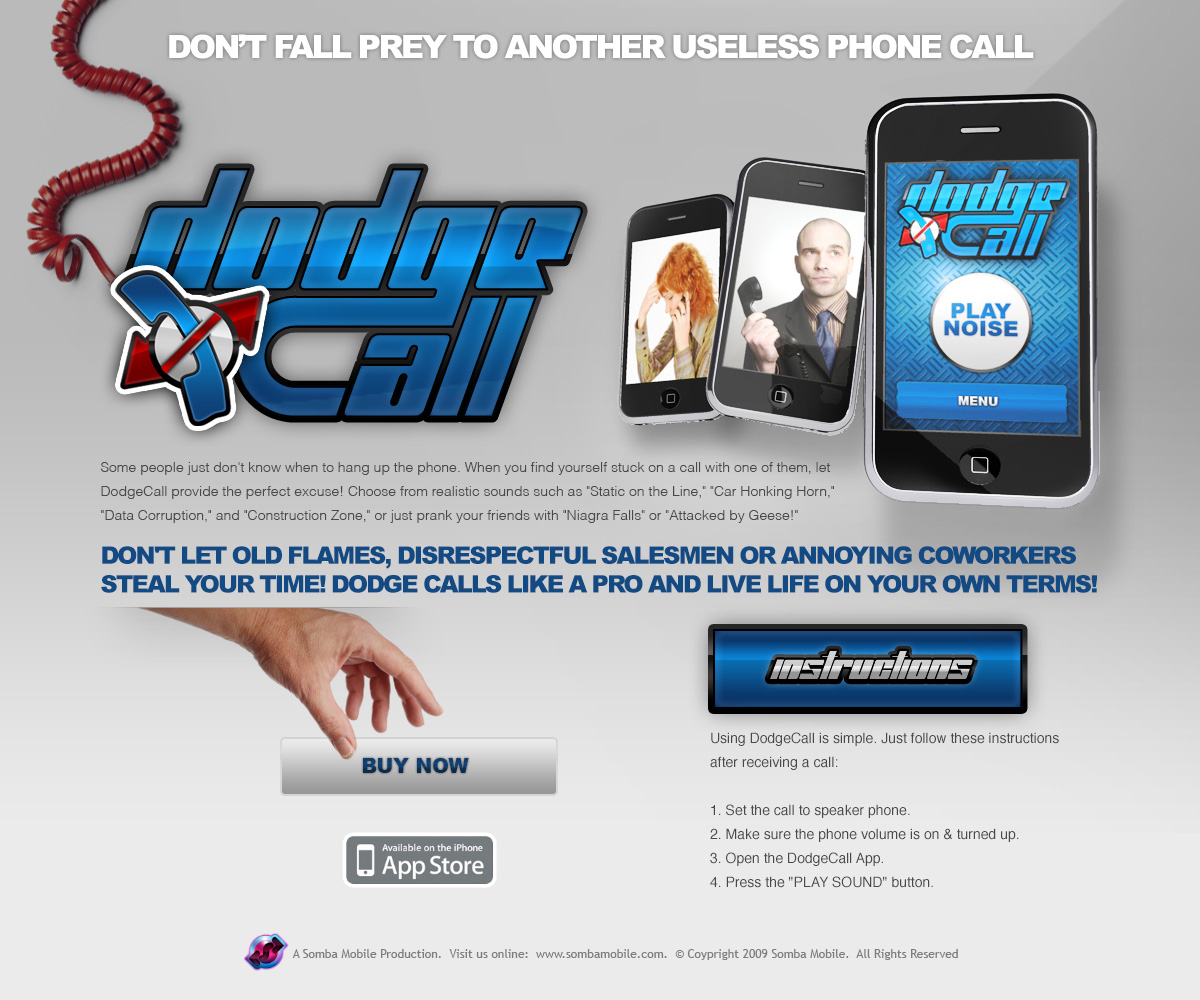 DON'T FALL PREY TO ANOTHER USELESS PHONE CALL
dodge
Call
dodge
Call
PLAY
NOISE
MENU
Some people just don't know when to hang up the phone. When you find yourself stuck on a call with one of them, let
DodgeCall provide the perfect excuse! Choose from realistic sounds such as "Static on the Line," "Car Honking Horn,"
"Data Corruption," and "Construction Zone," or just prank your friends with "Niagra Falls" or "Attacked by Geese!"
DON'T LET OLD FLAMES, DISRESPECTFUL SALESMEN OR ANNOYING COWORKERS
STEAL YOUR TIME! DODGE CALLS LIKE A PRO AND LIVE LIFE ON YOUR OWN TERMS!
BUY NOW
Available on the iPhone
App Store
instructions
Using DodgeCall is simple. Just follow these instructions
after receiving a call:
1. Set the call to speaker phone.
2. Make sure the phone volume is on & turned up.
3. Open the DodgeCall App.
4. Press the "PLAY SOUND" button.
A Somba Mobile Production. Visit us online: www.sombamobile.com. © Copyright 2009 Somba Mobile. All Rights Reserved